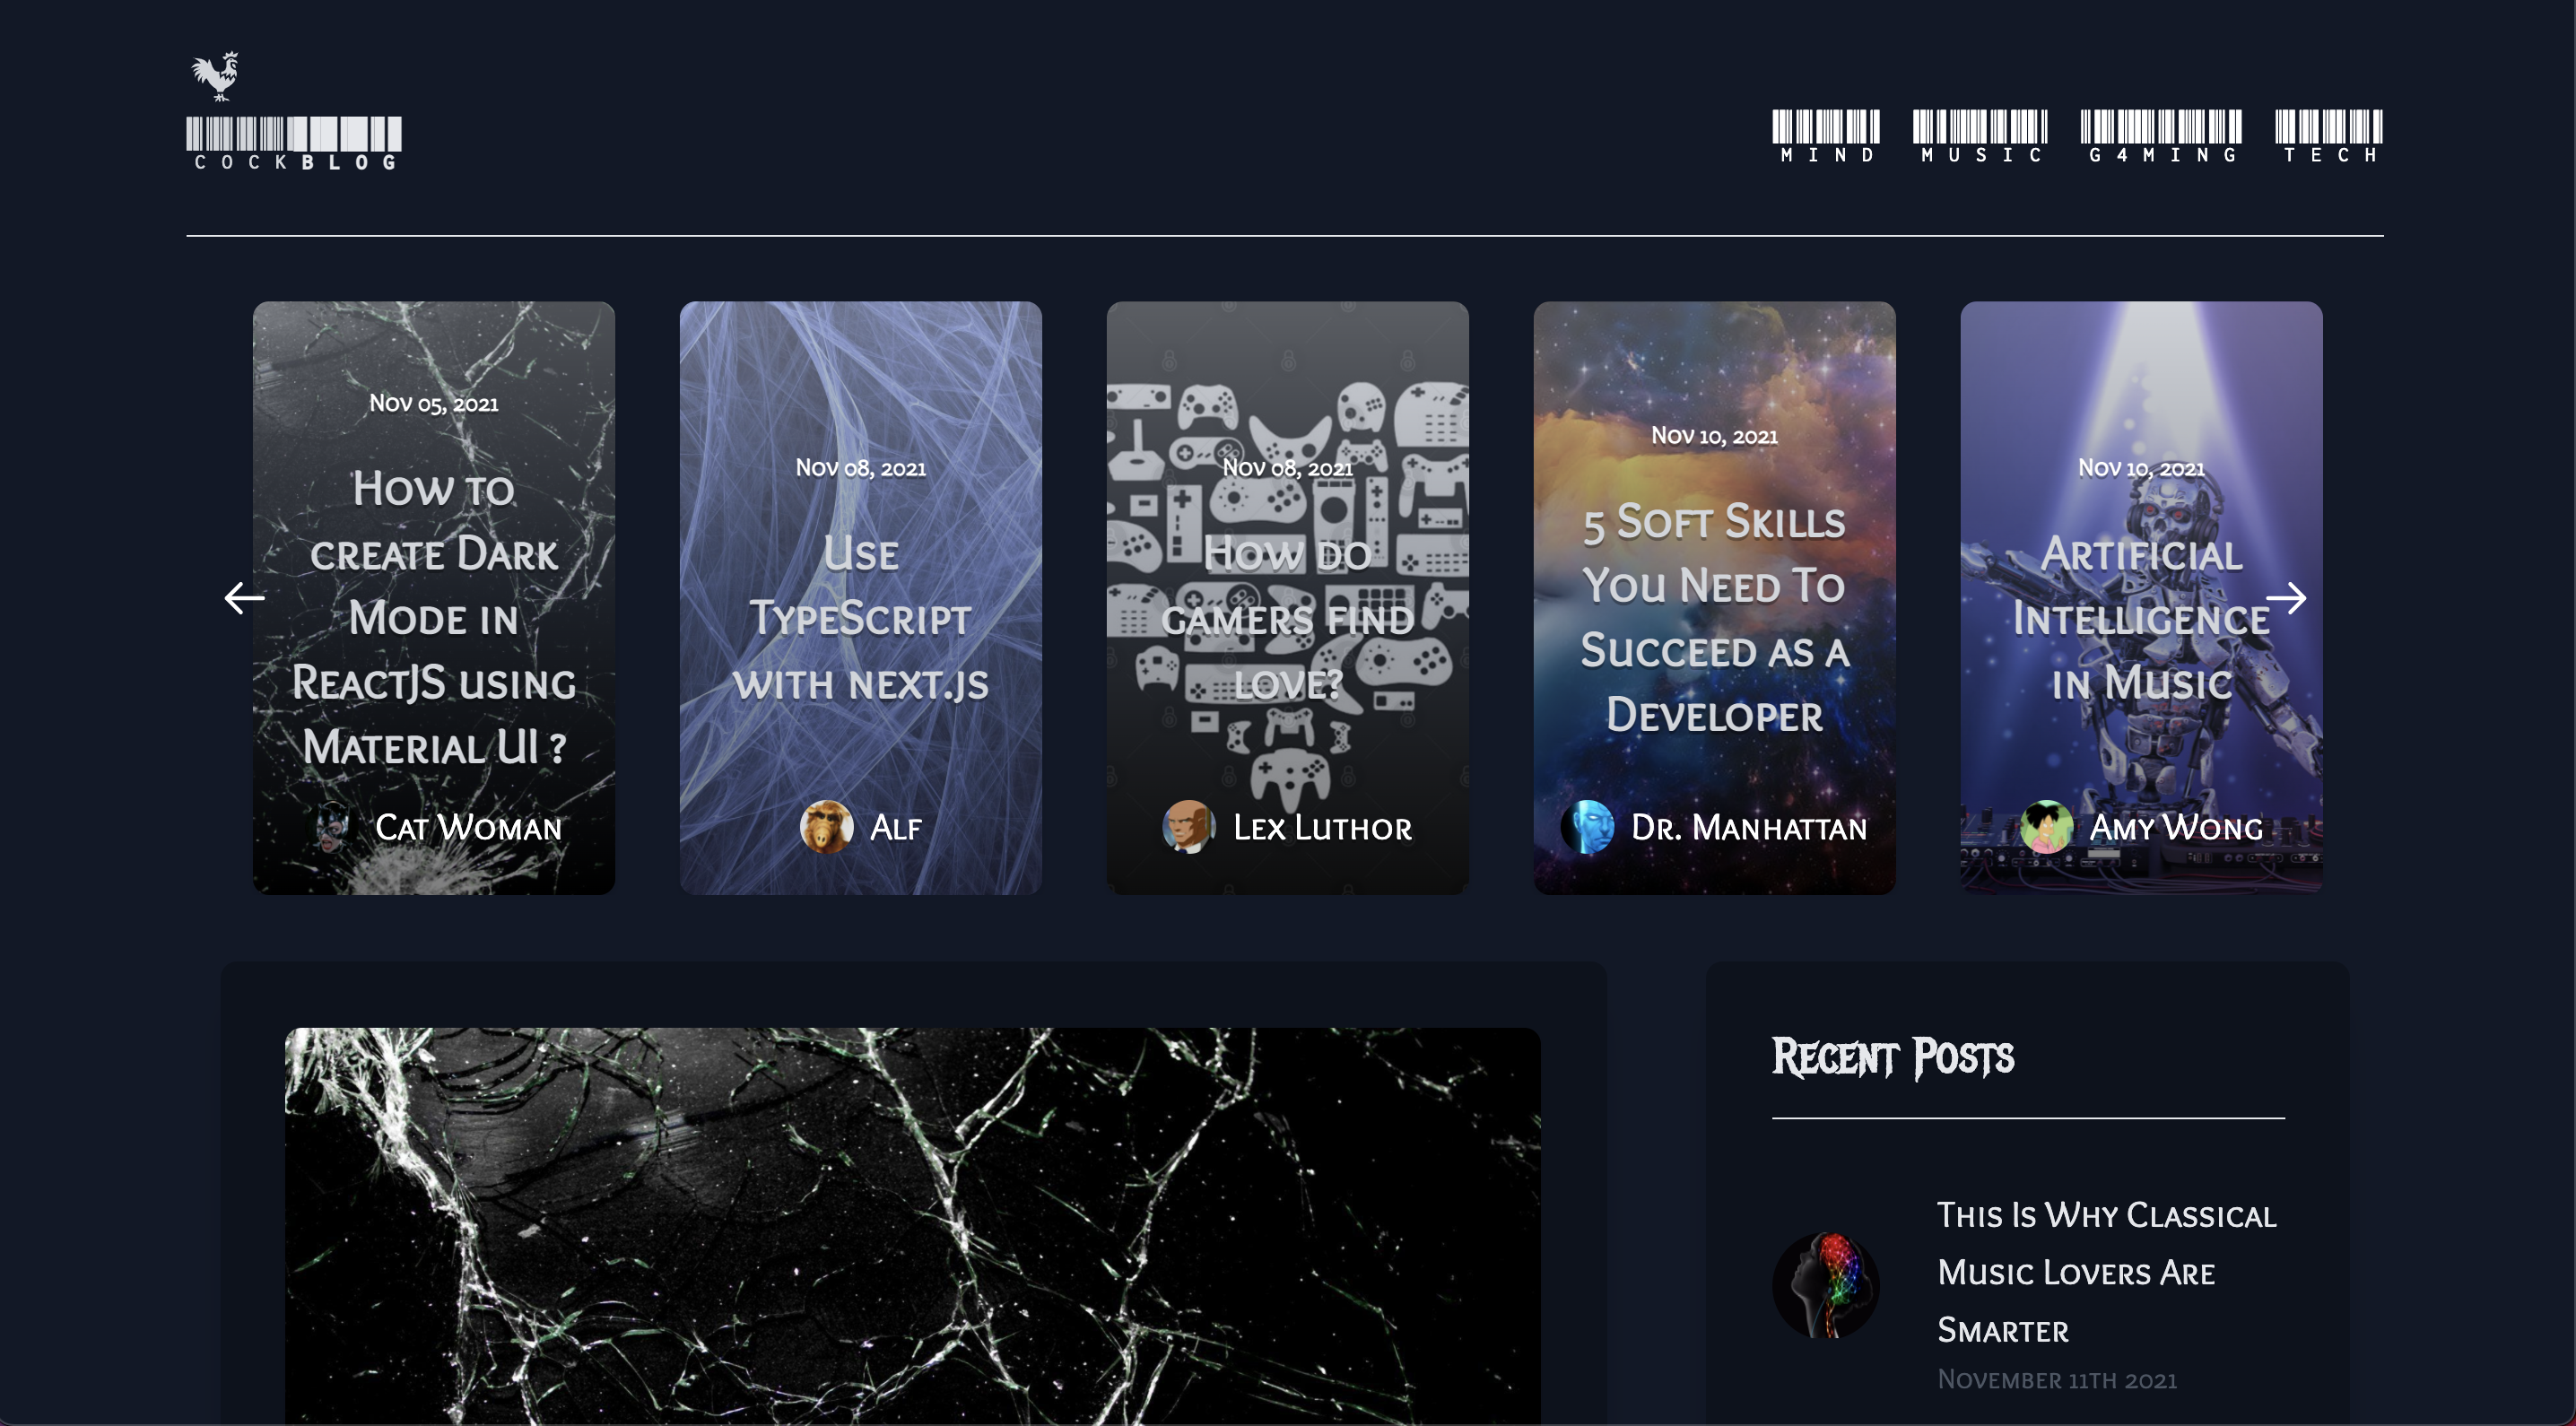 COCKBLOG
MIND
MUSIC
G4MING
TECH
Nov 05, 2021
How to
create Dark
Mode in
ReactJS using
Material UI ?
Cat Woman
Nov 08, 2021
Use
TypeScript
with next.js
Alf
Nov 08, 2021
How do
gamers find
love?
Lex Luthor
Nov 10, 2021
5 Soft Skills
You Need To
Succeed as a
Developer
Dr. Manhattan
Nov 10, 2021
Artificial
Intelligence
in Music
Amy Wong
Recent Posts
This Is Why Classical
Music Lovers Are
Smarter
November 11th 2021